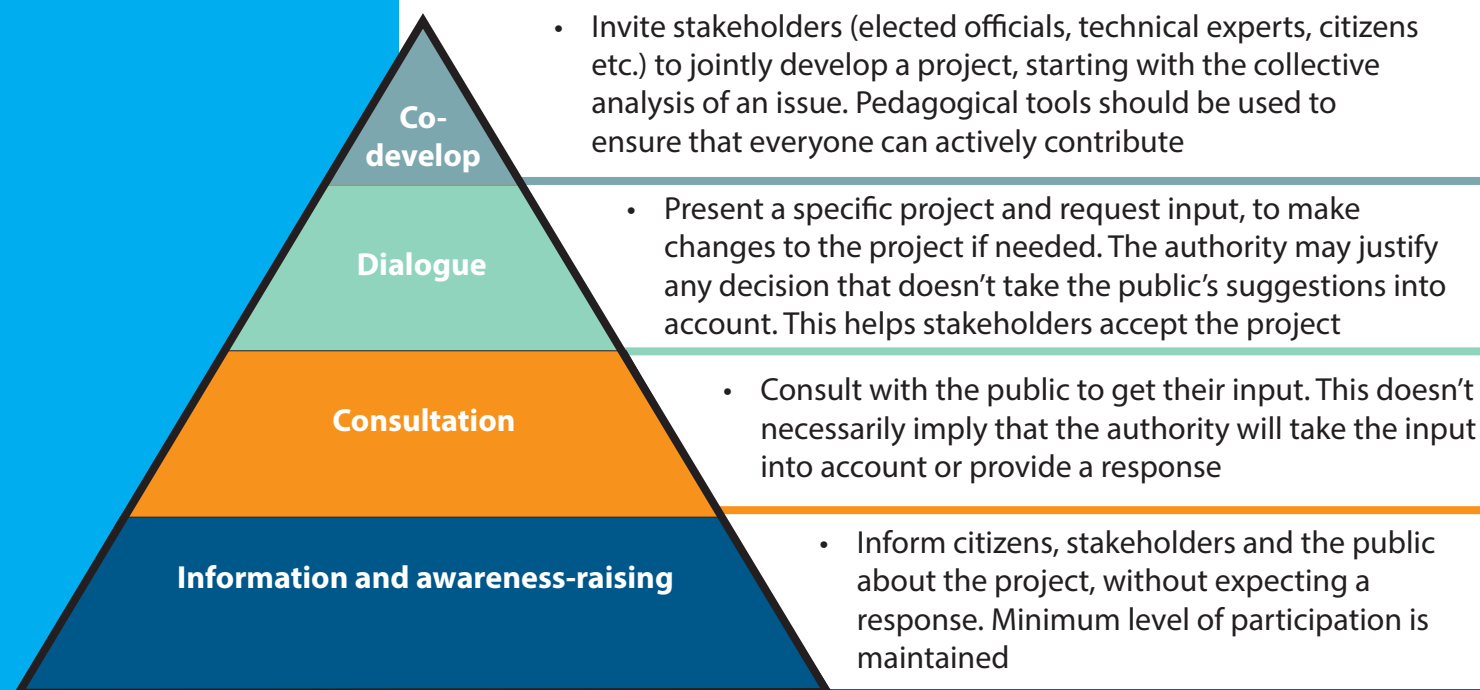 • Invite stakeholders (elected officials, technical experts, citizens
etc.) to jointly develop a project, starting with the collective
analysis of an issue. Pedagogical tools should be used to
ensure that everyone can actively contribute
Co-
develop
• Present a specific project and request input, to make
changes to the project if needed. The authority may justify
any decision that doesn’t take the public’s suggestions into
account. This helps stakeholders accept the project
Dialogue
• Consult with the public to get their input. This doesn’t
necessarily imply that the authority will take the input
into account or provide a response
Consultation
• Inform citizens, stakeholders and the public
about the project, without expecting a
response. Minimum level of participation is
maintained
Information and awareness-raising